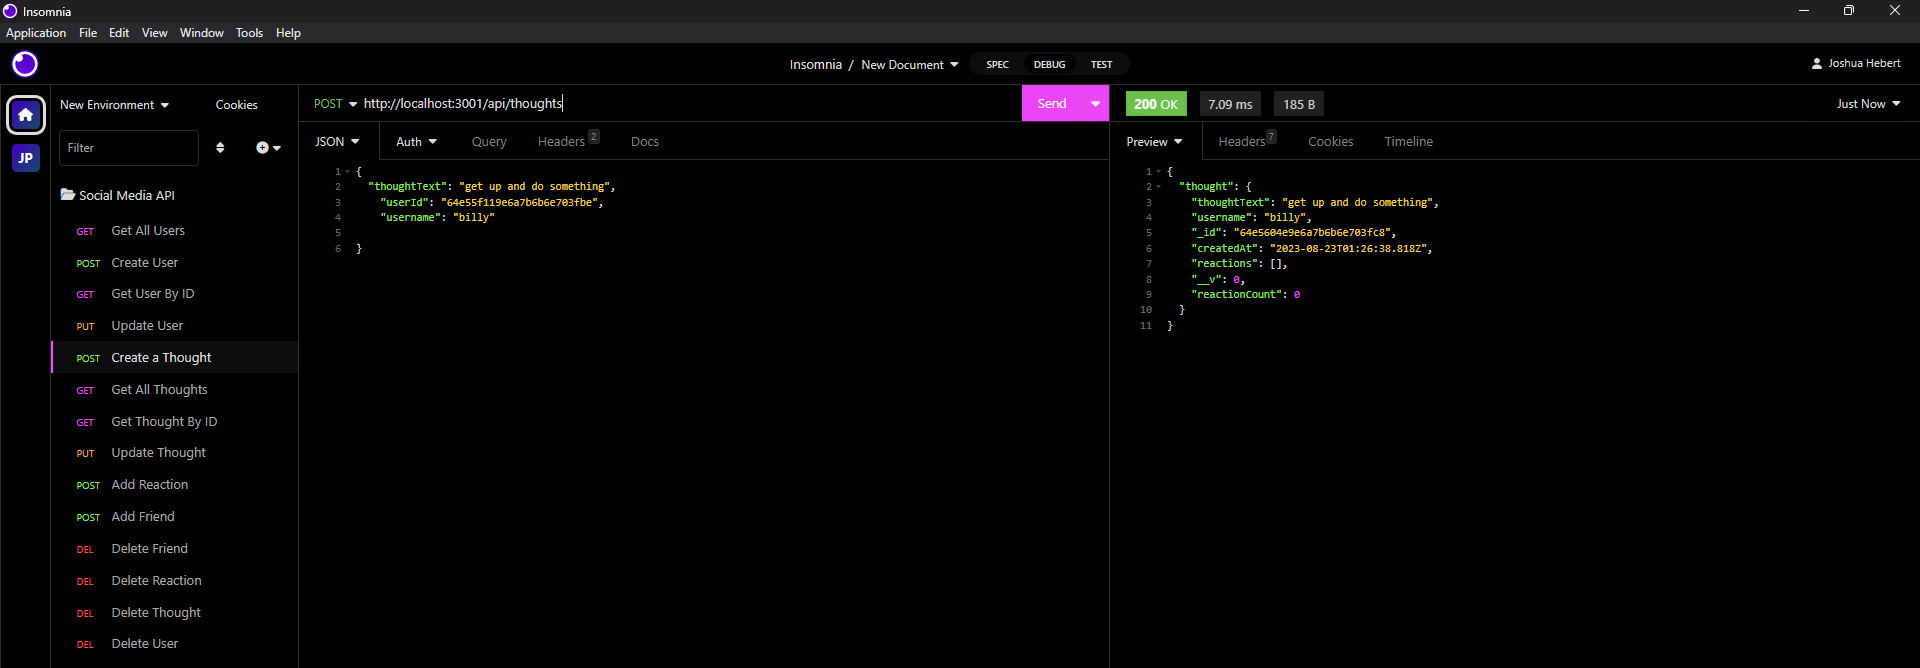 Insomnia
Application File Edit View Window Tools Help
Insomnia / New Document SPEC DEBUG TEST Joshua Hebert
New Environment Cookies
JP
Filter
Social Media API
GET Get All Users
POST Create User
GET Get User By ID
PUT Update User
POST Create a Thought
GET Get All Thoughts
GET Get Thought By ID
PUT Update Thought
POST Add Reaction
POST Add Friend
DEL Delete Friend
DEL Delete Reaction
DEL Delete Thought
DEL Delete User
POST http://localhost:3001/api/thoughts Send
JSON Auth Query Headers 2 Docs
1 {
2 "thoughtText": "get up and do something",
3 "userId": "64e55f119e6a7b6b6e703fbe",
4 "username": "billy"
5
6 }
200 OK 7.09 ms 185 B Just Now
Preview Headers 7 Cookies Timeline
1 {
2 "thought": {
3 "thoughtText": "get up and do something",
4 "username": "billy",
5 "_id": "64e5604e9e6a7b6b6e703fc8",
6 "createdAt": "2023-08-23T01:26:38.818Z",
7 "reactions": [],
8 "__v": 0,
9 "reactionCount": 0
10 }
11 }